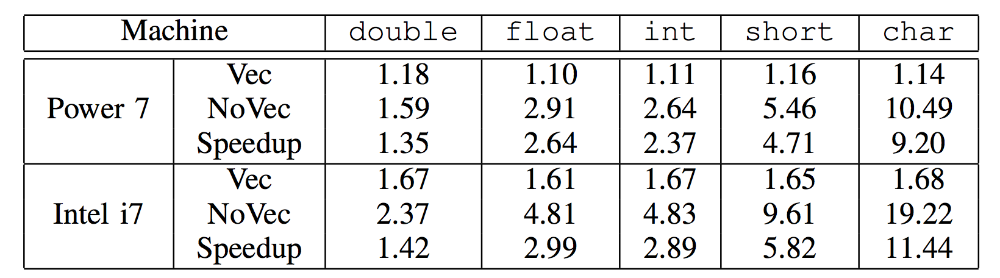 Machine double float int short char
Vec 1.18 1.10 1.11 1.16 1.14
Power 7 NoVec 1.59 2.91 2.64 5.46 10.49
Speedup 1.35 2.64 2.37 4.71 9.20
Vec 1.67 1.61 1.67 1.65 1.68
Intel i7 NoVec 2.37 4.81 4.83 9.61 19.22
Speedup 1.42 2.99 2.89 5.82 11.44